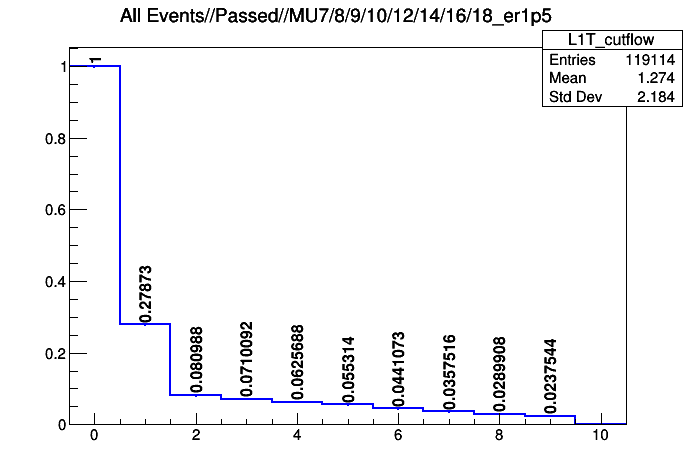 All Events//Passed//MU7/8/9/10/12/14/16/18_er1p5
L1T_cutflow
Entries 119114
Mean 1.274
Std Dev 2.184
1
0.8
0.6
0.4
0.2
0
1
0.27873
0.080988
0.0710092
0.0625688
0.055314
0.0441073
0.0357516
0.0289908
0.0237544
0 2 4 6 8 10